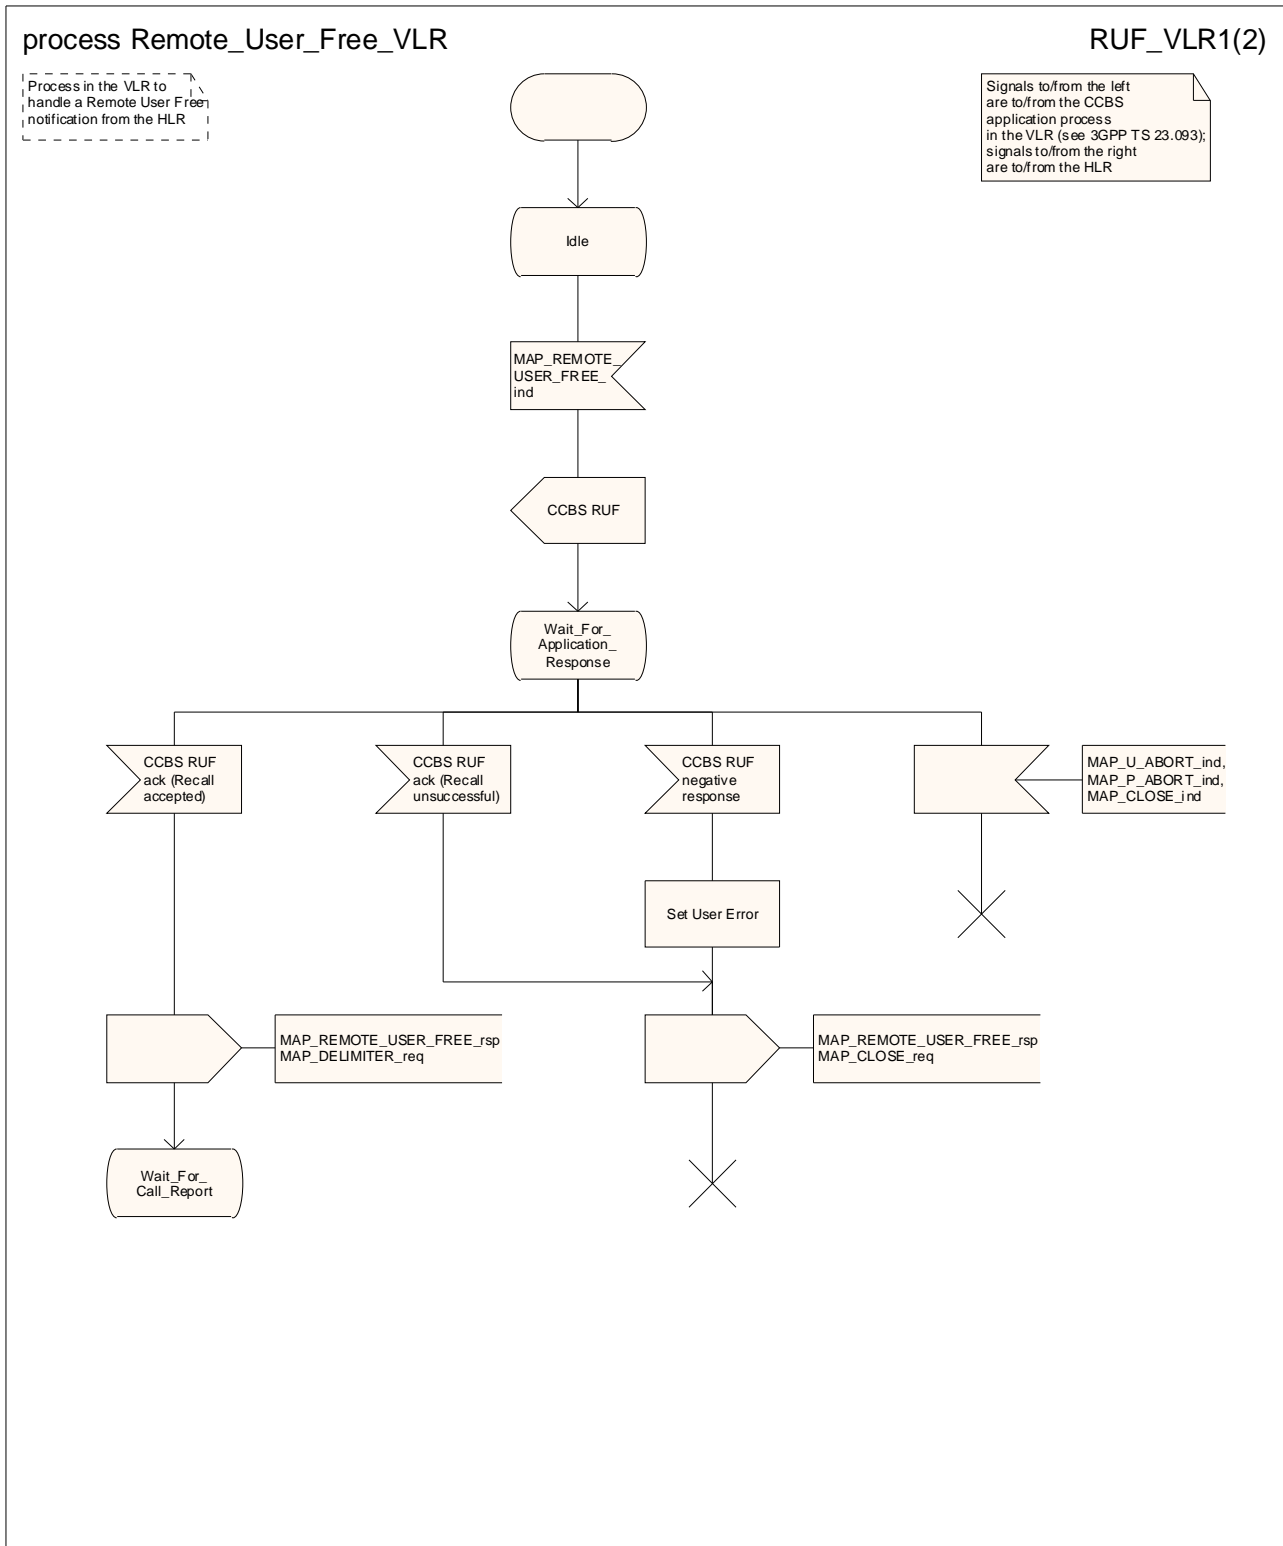 process Remote_User_Free_VLR
RUF_VLR1(2)
Process in the VLR to
handle a Remote User Free
notification from the HLR
Signals to/from the left
are to/from the CCBS
application process
in the VLR (see 3GPP TS 23.093);
signals to/from the right
are to/from the HLR
Idle
MAP_REMOTE_
USER_FREE_
ind
CCBS RUF
Wait_For_
Application_
Response
CCBS RUF
ack (Recall
accepted)
CCBS RUF
ack (Recall
unsuccessful)
CCBS RUF
negative
response
MAP_U_ABORT_ind,
MAP_P_ABORT_ind,
MAP_CLOSE_ind
Set User Error
MAP_REMOTE_USER_FREE_rsp
MAP_DELIMITER_req
MAP_REMOTE_USER_FREE_rsp
MAP_CLOSE_req
Wait_For_
Call_Report